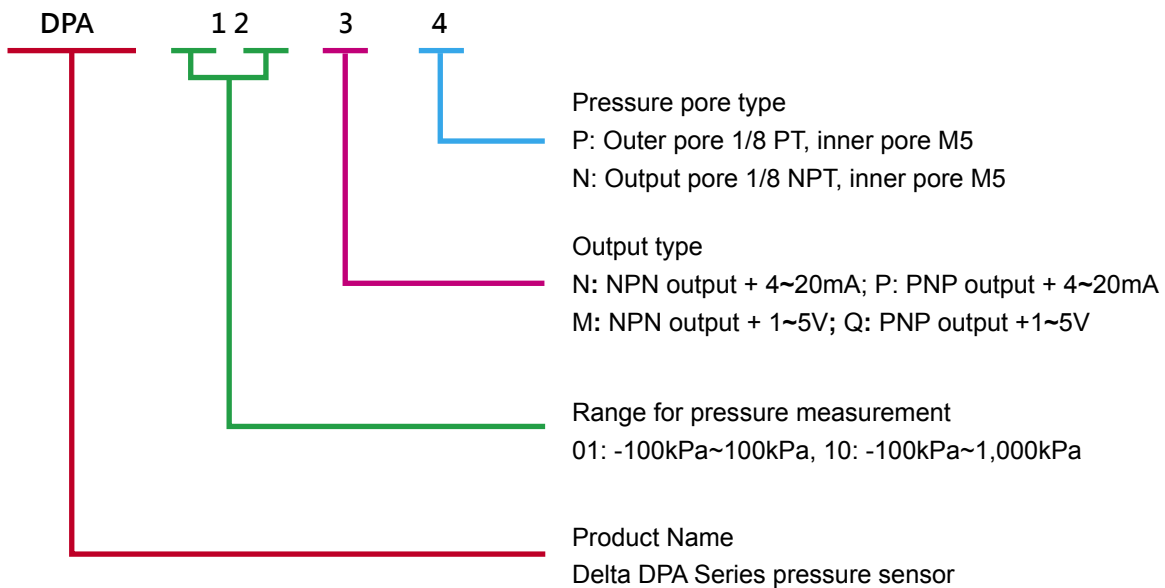 DPA 1 2 3 4
Pressure pore type
P: Outer pore 1/8 PT, inner pore M5
N: Output pore 1/8 NPT, inner pore M5
Output type
N: NPN output + 4~20mA; P: PNP output + 4~20mA
M: NPN output + 1~5V; Q: PNP output +1~5V
Range for pressure measurement
01: -100kPa~100kPa, 10: -100kPa~1,000kPa
Product Name
Delta DPA Series pressure sensor